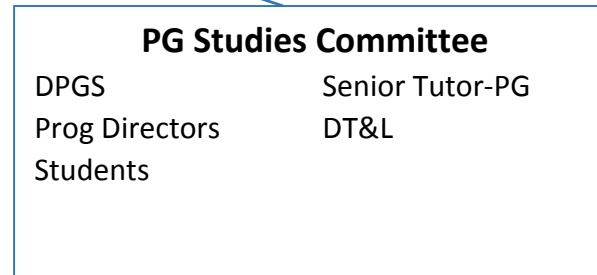 PG Studies Committee
DPGS Senior Tutor-PG
Prog Directors DT&L
Students